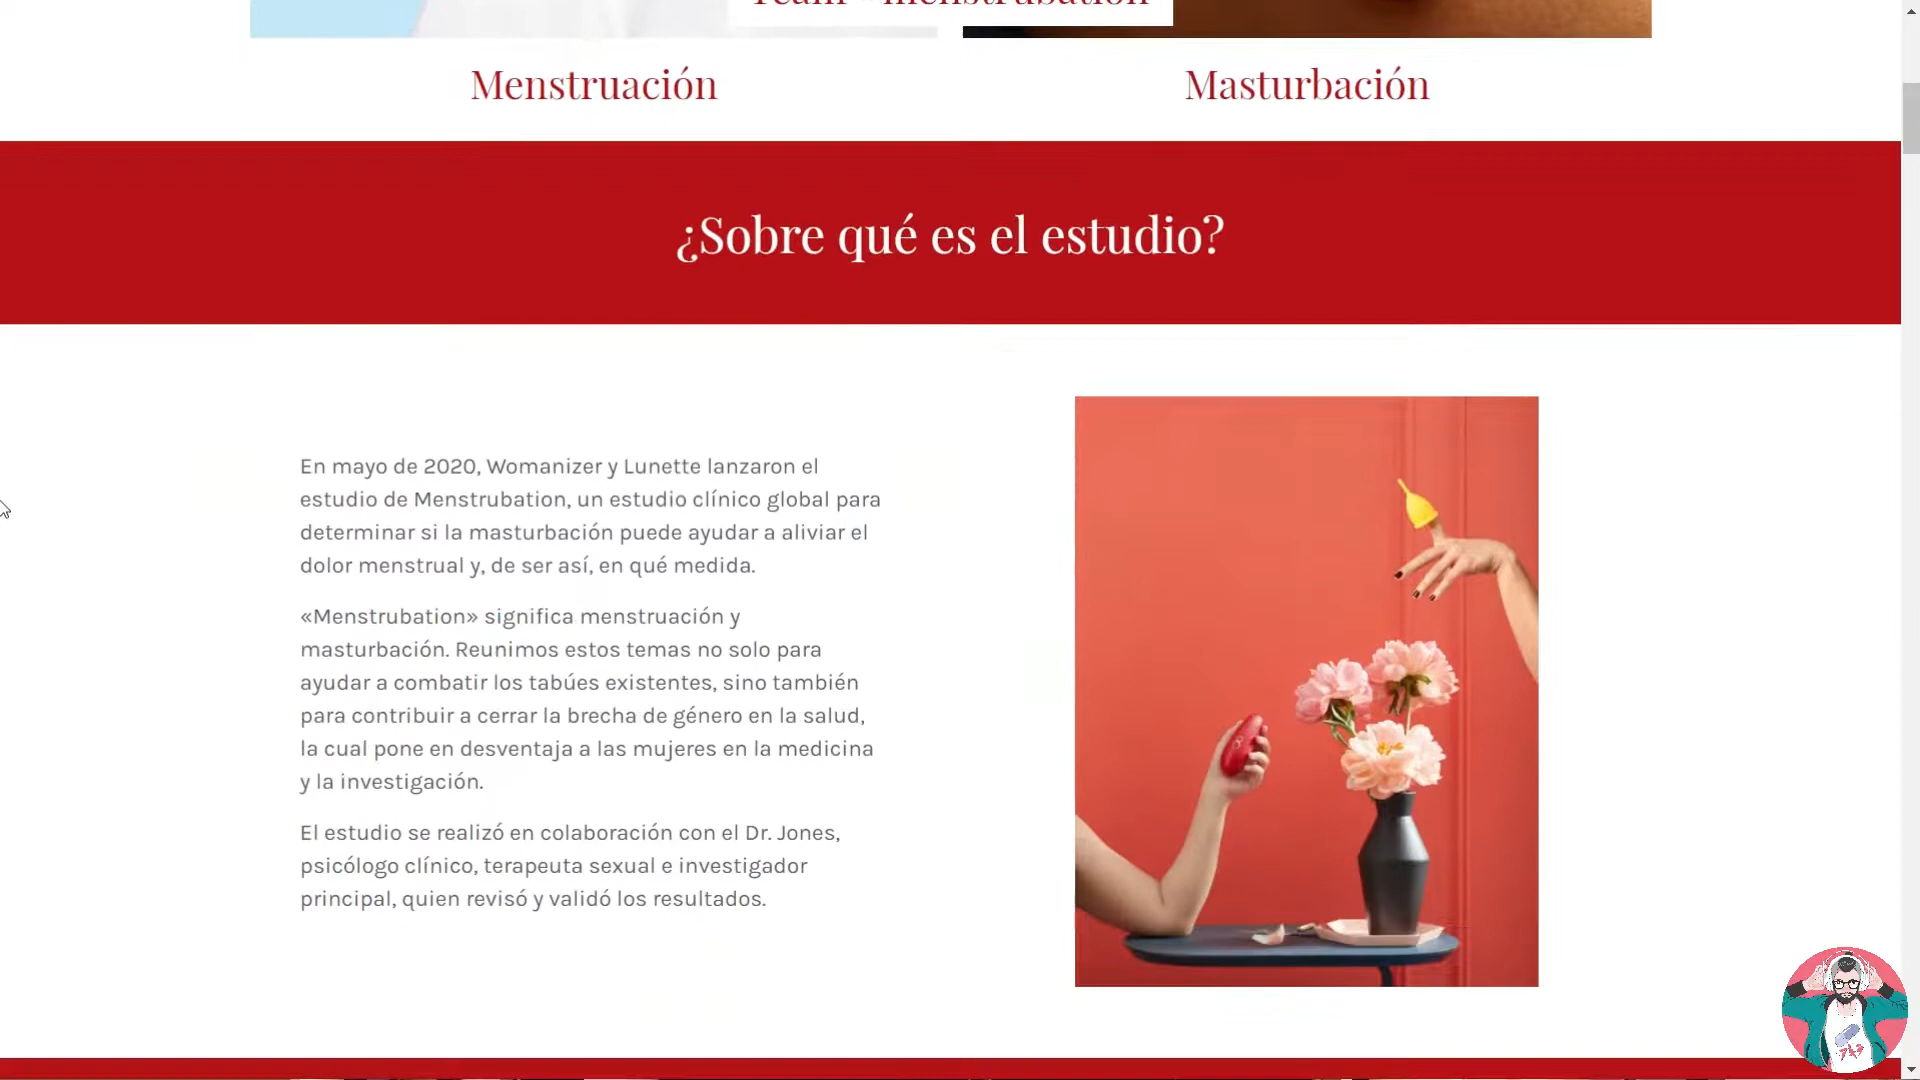 Team #menstrubation
Menstruación
Masturbación
¿Sobre qué es el estudio?
En mayo de 2020, Womanizer y Lunette lanzaron el
estudio de Menstrubation, un estudio clínico global para
determinar si la masturbación puede ayudar a aliviar el
dolor menstrual y, de ser así, en qué medida.
«Menstrubation» significa menstruación y
masturbación. Reunimos estos temas no solo para
ayudar a combatir los tabúes existentes, sino también
para contribuir a cerrar la brecha de género en la salud,
la cual pone en desventaja a las mujeres en la medicina
y la investigación.
El estudio se realizó en colaboración con el Dr. Jones,
psicólogo clínico, terapeuta sexual e investigador
principal, quien revisó y validó los resultados.